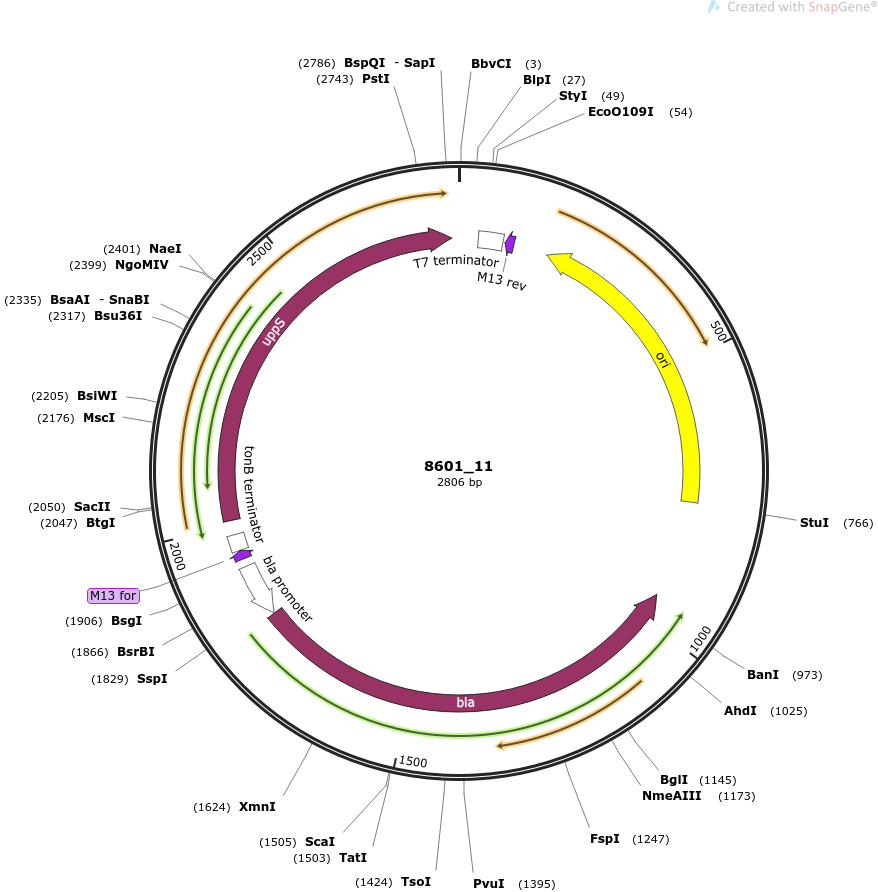 Created with SnapGene®
(2786) BspQI - SapI
(2743) PstI
BbvCI (3)
BlpI (27)
StyI (49)
EcoO109I (54)
(2401) NaeI
(2399) NgoMIV
(2335) BsaAI - SnaBI
(2317) Bsu36I
(2205) BsiWI
(2176) MscI
(2050) SacII
(2047) BtgI
M13 for
(1906) BsgI
(1866) BsrBI
(1829) SspI
(1624) XmnI
(1505) ScaI
(1503) TatI
(1424) TsoI
PvuI (1395)
FspI (1247)
NmeAIII (1173)
BglI (1145)
AhdI (1025)
BanI (973)
StuI (766)
2500
500
2000
1000
1500
T7 terminator
M13 rev
ori
uppS
tonB terminator
bla promoter
bla
8601_11
2806 bp